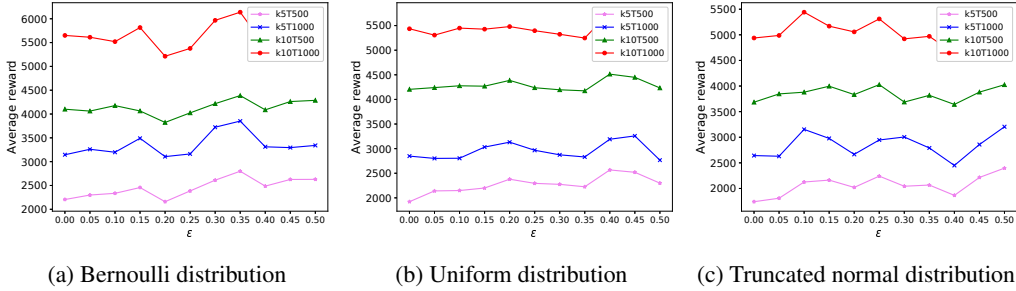 k5T500
k5T1000
k10T500
k10T1000
Average reward
6000
5500
5000
4500
4000
3500
3000
2500
2000
0.00 0.05 0.10 0.15 0.20 0.25 0.30 0.35 0.40 0.45 0.50
ε
(a) Bernoulli distribution
k5T500
k5T1000
k10T500
k10T1000
Average reward
5500
5000
4500
4000
3500
3000
2500
2000
0.00 0.05 0.10 0.15 0.20 0.25 0.30 0.35 0.40 0.45 0.50
ε
(b) Uniform distribution
k5T500
k5T1000
k10T500
k10T1000
Average reward
5500
5000
4500
4000
3500
3000
2500
2000
0.00 0.05 0.10 0.15 0.20 0.25 0.30 0.35 0.40 0.45 0.50
ε
(c) Truncated normal distribution